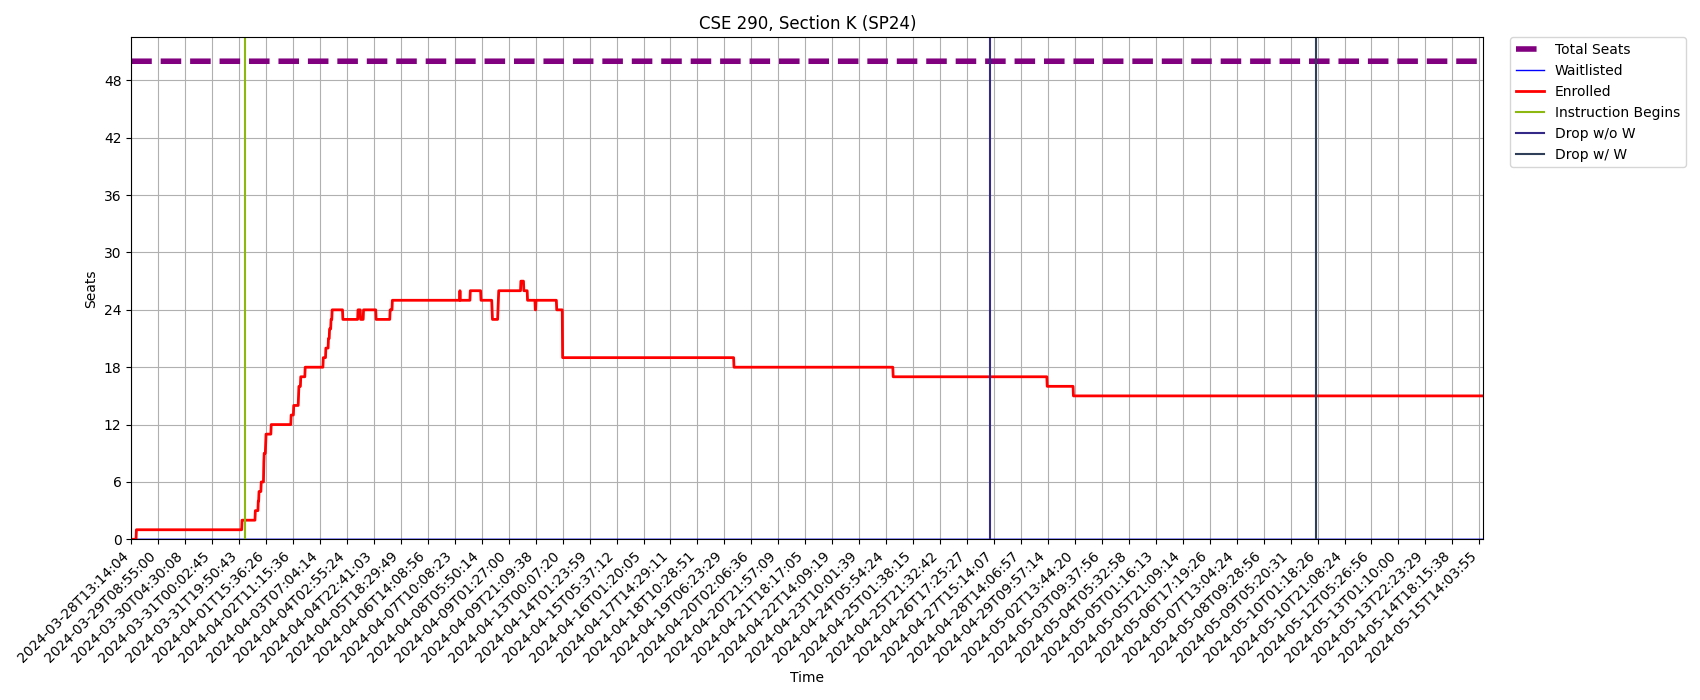 CSE 290, Section K (SP24)
Total Seats
Waitlisted
Enrolled
Instruction Begins
Drop w/o W
Drop w/ W
Seats
48
42
36
30
24
18
12
6
0
2024-03-28T13:14:04
2024-03-29T08:55:00
2024-03-30T04:30:08
2024-03-31T00:02:45
2024-03-31T19:50:43
2024-04-01T15:36:26
2024-04-02T11:15:36
2024-04-03T07:04:14
2024-04-04T02:55:24
2024-04-04T22:41:03
2024-04-05T18:29:49
2024-04-06T14:08:56
2024-04-07T10:08:23
2024-04-08T05:50:14
2024-04-09T01:27:00
2024-04-09T21:09:38
2024-04-13T00:07:20
2024-04-14T01:23:59
2024-04-15T05:37:12
2024-04-16T01:20:05
2024-04-17T14:29:11
2024-04-18T10:28:51
2024-04-19T06:23:29
2024-04-20T02:06:36
2024-04-20T21:57:09
2024-04-21T18:17:05
2024-04-22T14:09:19
2024-04-23T10:01:39
2024-04-24T05:54:24
2024-04-25T01:38:15
2024-04-25T21:32:42
2024-04-26T17:25:27
2024-04-27T15:14:07
2024-04-28T14:06:57
2024-04-29T09:57:14
2024-05-02T13:44:20
2024-05-03T09:37:56
2024-05-04T05:32:58
2024-05-05T01:16:13
2024-05-05T21:09:14
2024-05-06T17:19:26
2024-05-07T13:04:24
2024-05-08T09:28:56
2024-05-09T05:20:31
2024-05-10T01:18:26
2024-05-10T21:08:24
2024-05-12T05:26:56
2024-05-13T01:10:00
2024-05-13T22:23:29
2024-05-14T18:15:38
2024-05-15T14:03:55
Time